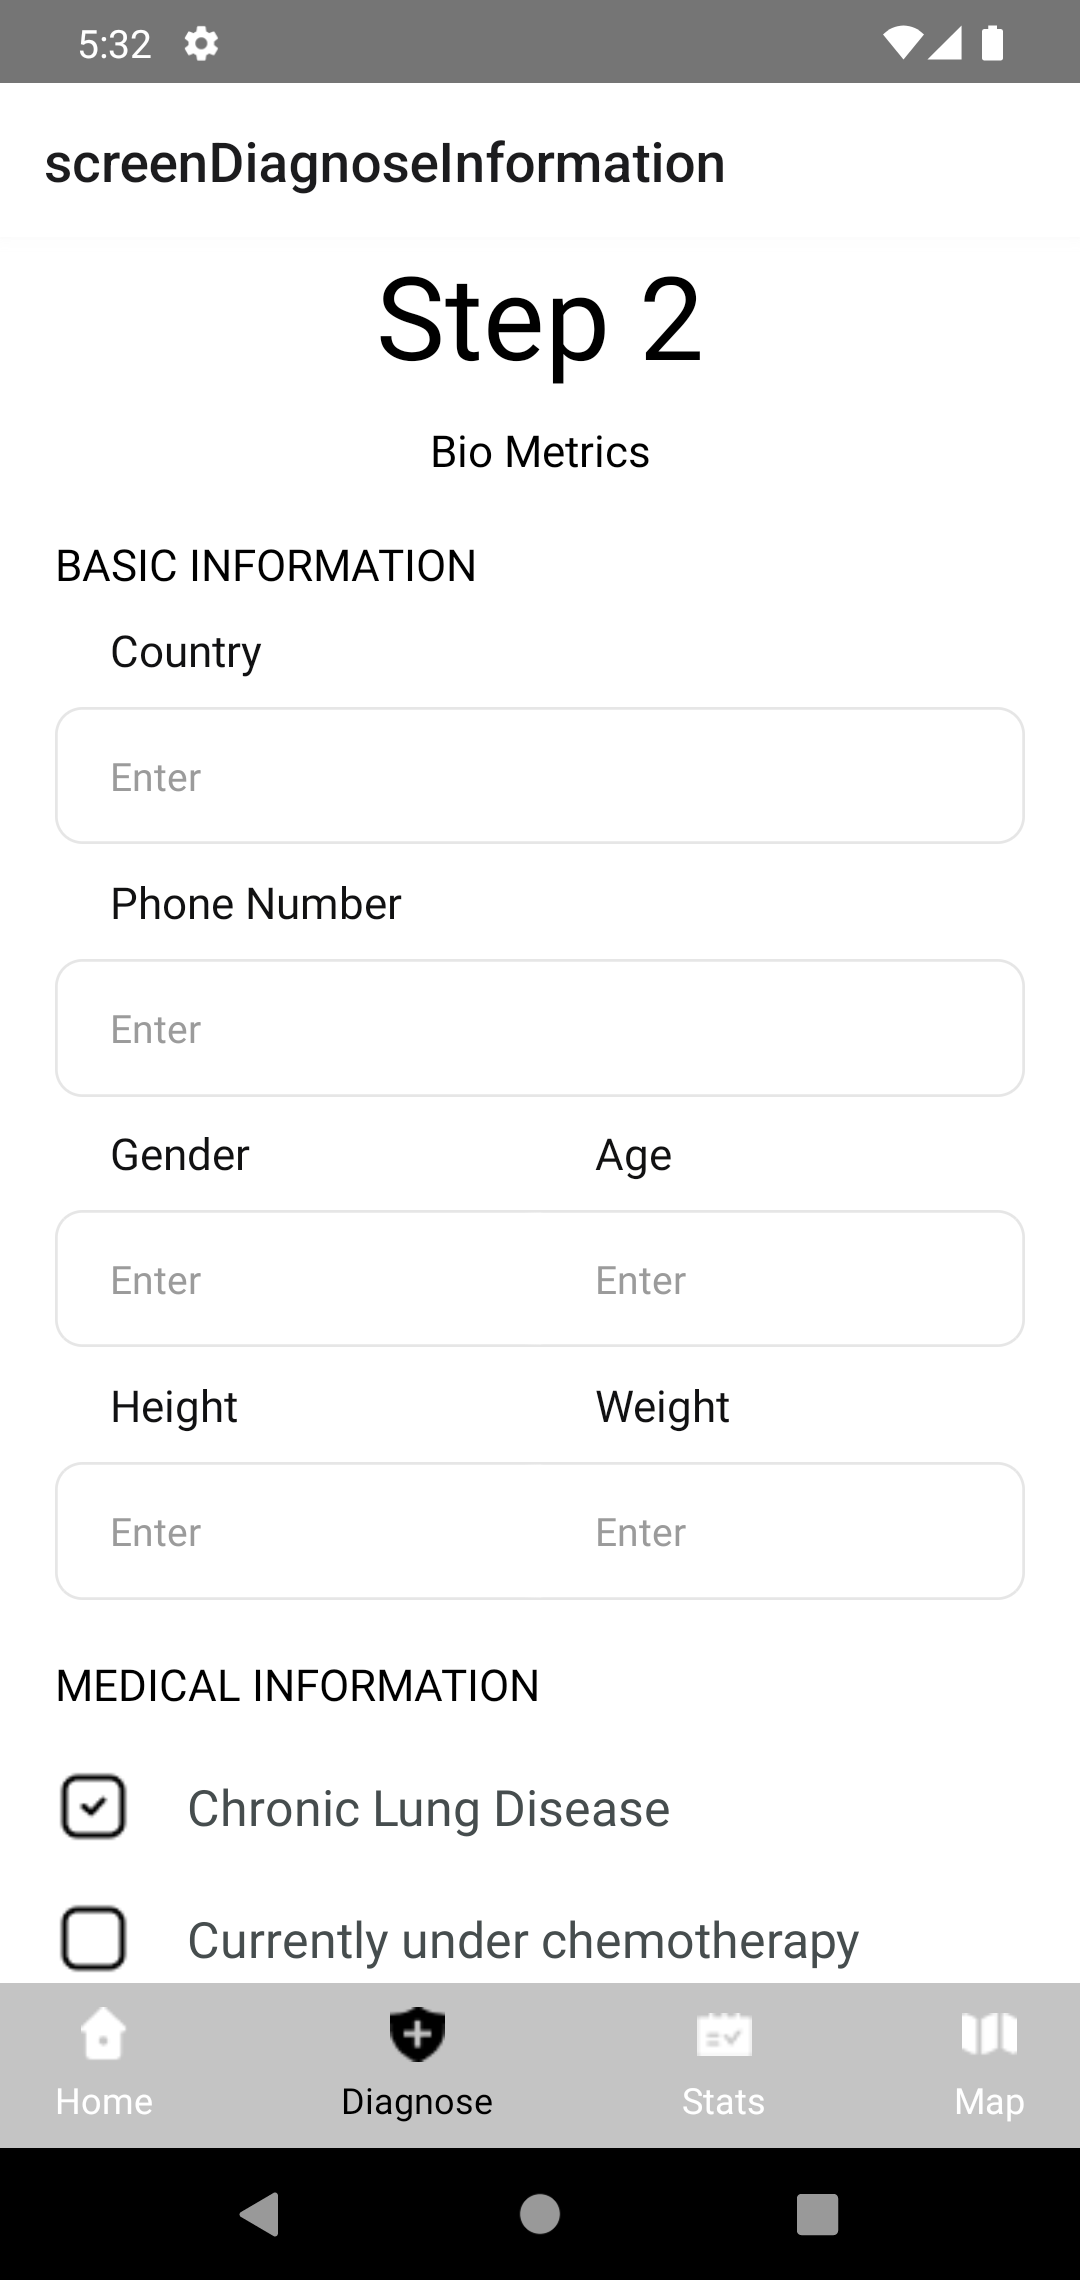 5:32
screenDiagnoseInformation
Step 2
Bio Metrics
BASIC INFORMATION
Country
Enter
Phone Number
Enter
Gender Age
Enter Enter
Height Weight
Enter Enter
MEDICAL INFORMATION
Chronic Lung Disease
Currently under chemotherapy
Home Diagnose Stats Map